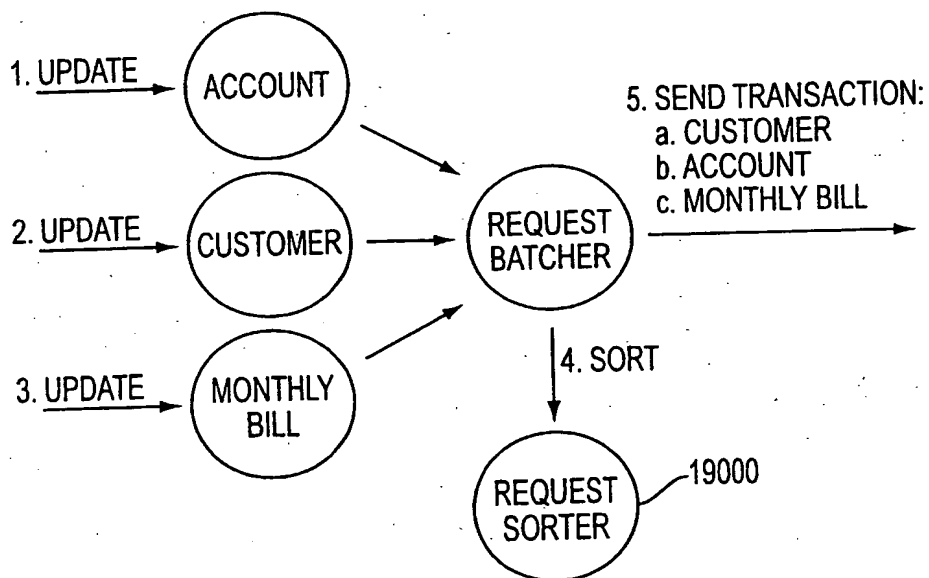 1. UPDATE
ACCOUNT
5. SEND TRANSACTION:
a. CUSTOMER
b. ACCOUNT
c. MONTHLY BILL
2. UPDATE
CUSTOMER
REQUEST
BATCHER
3. UPDATE
MONTHLY
BILL
4. SORT
REQUEST
SORTER
19000